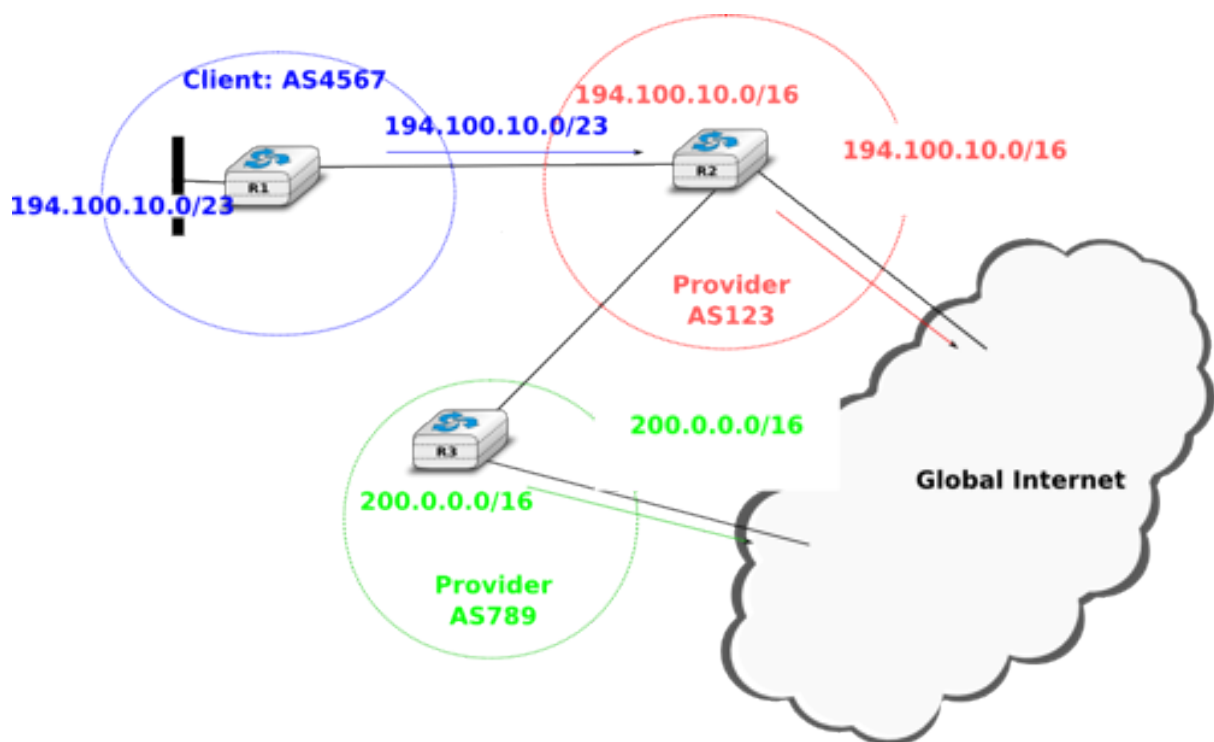 Client: AS4567
194.100.10.0/16
194.100.10.0/23
194.100.10.0/16
R1
R2
194.100.10.0/23
Provider
AS123
200.0.0.0/16
R3
Global Internet
200.0.0.0/16
Provider
AS789